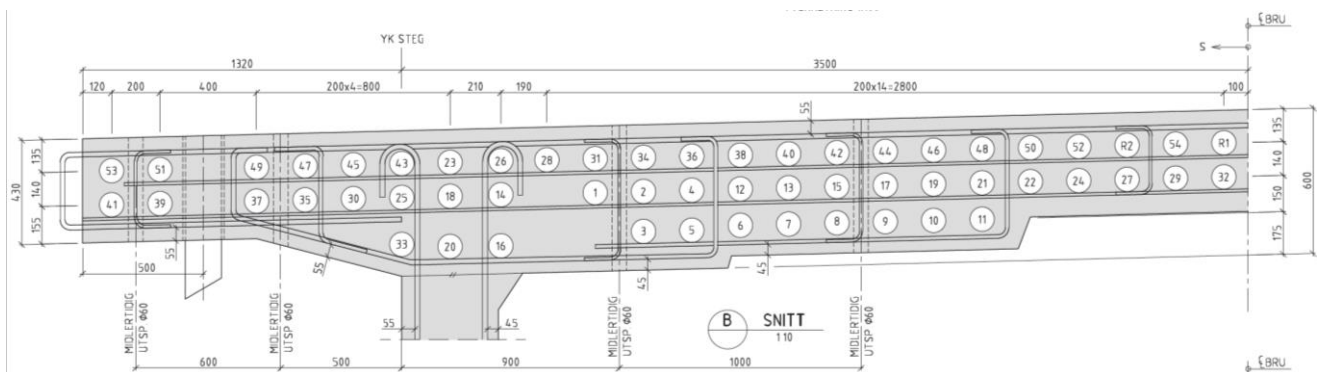 ℄ BRU
YK STEG
S
1320 3500
120 200 400 200x4=800 210 190 200x14=2800 100
55
430 135 140 155
53 51 49 47 45 43 23 26 28 31 34 36 38 40 42 44 46 48 50 52 R2 54 R1
41 39 37 35 30 25 18 14 1 2 4 12 13 15 17 19 21 22 24 27 29 32
33 20 16 3 5 6 7 8 9 10 11
135 140 150 175 600
55 55 45 45
500
MIDLERTIDIG
UTSP Ø60
MIDLERTIDIG
UTSP Ø60
55 45
MIDLERTIDIG
UTSP Ø60
B SNITT
1:10
MIDLERTIDIG
UTSP Ø60
600 500 900 1000
℄ BRU